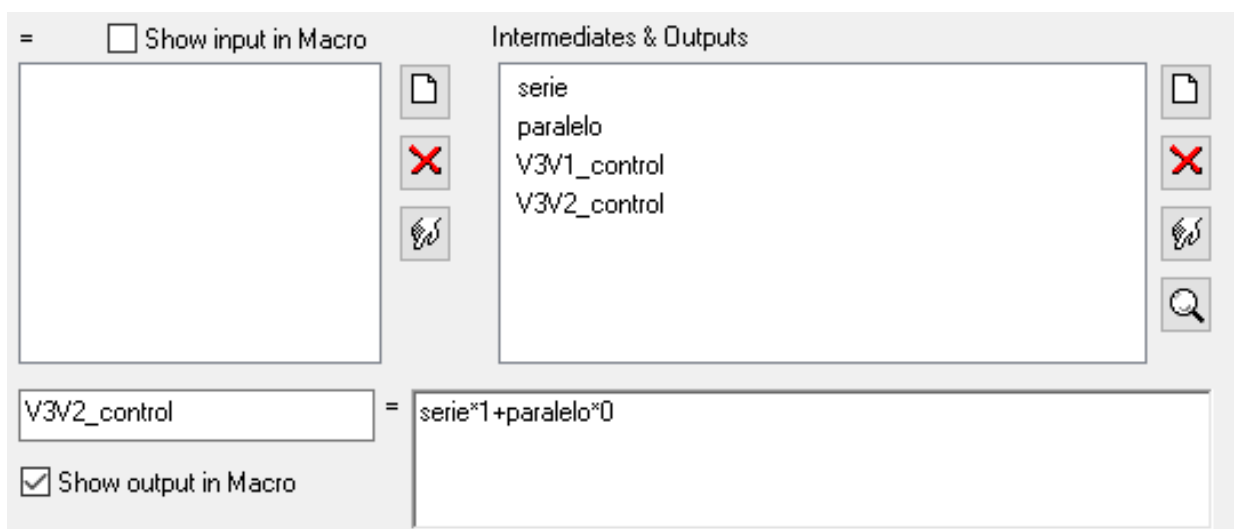 = Show input in Macro
Intermediates & Outputs
serie
paralelo
V3V1_control
V3V2_control
V3V2_control = serie*1+paralelo*0
Show output in Macro